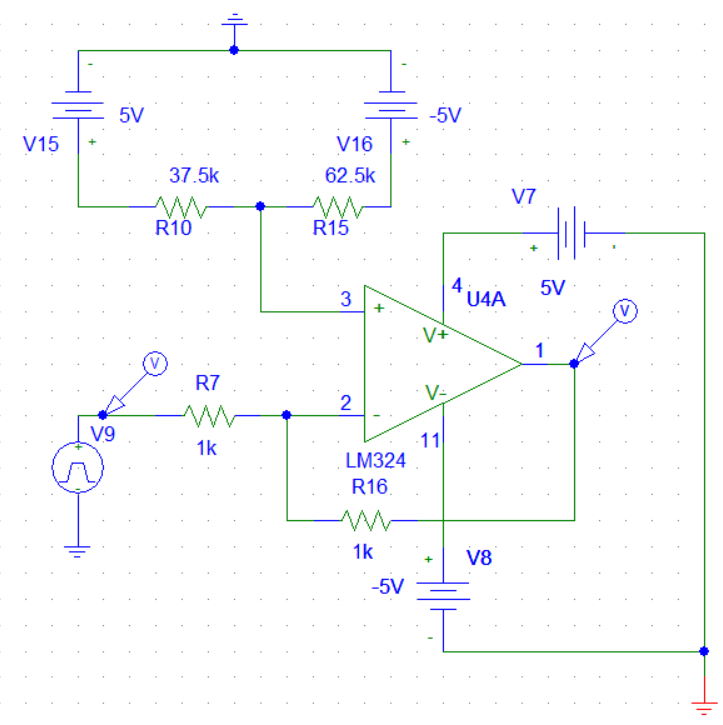 -
-
5V
-5V
V15
+
V16
+
37.5k
62.5k
R10
R15
V7
+
-
5V
4
U4A
3
+
V+
V
1
V
R7
2
-
V-
V9
+
1k
11
LM324
-
R16
1k
+
V8
-5V
-